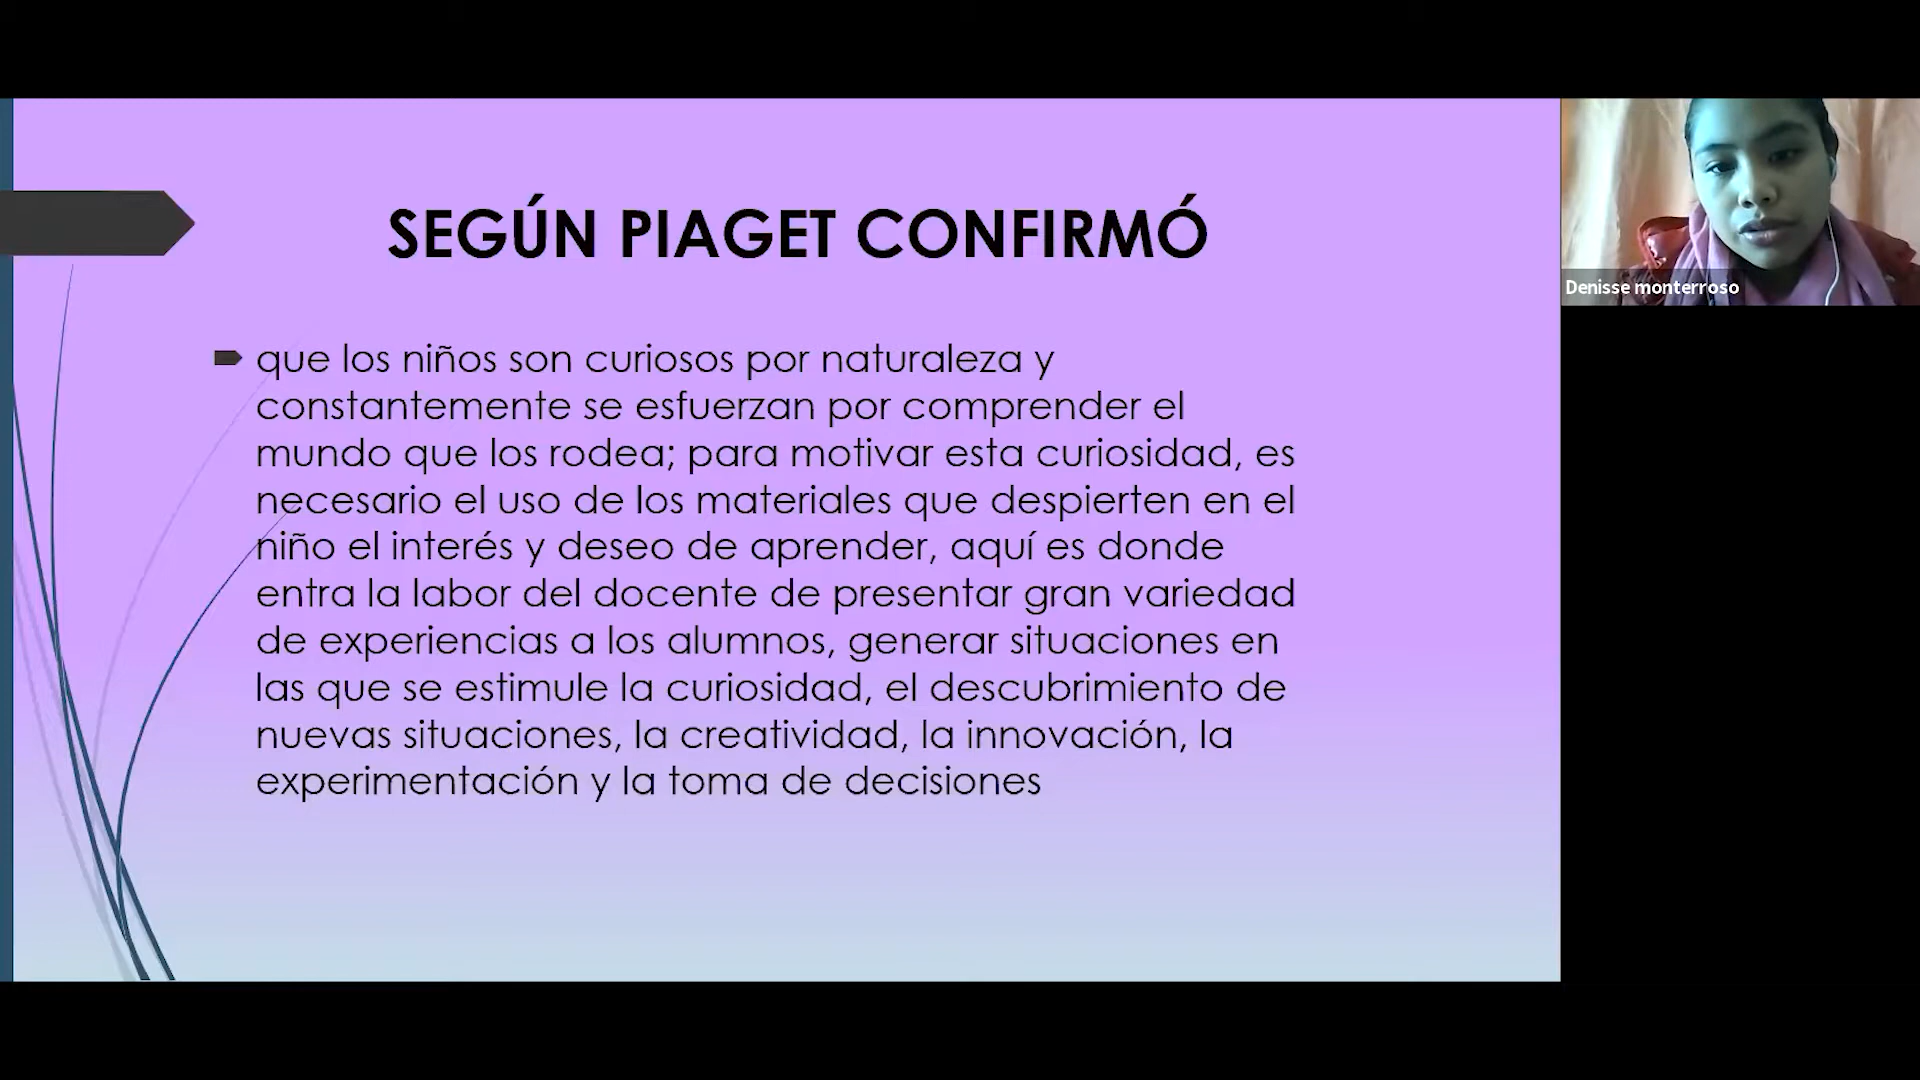 SEGÚN PIAGET CONFIRMÓ
que los niños son curiosos por naturaleza y
constantemente se esfuerzan por comprender el
mundo que los rodea; para motivar esta curiosidad, es
necesario el uso de los materiales que despierten en el
niño el interés y deseo de aprender, aquí es donde
entra la labor del docente de presentar gran variedad
de experiencias a los alumnos, generar situaciones en
las que se estimule la curiosidad, el descubrimiento de
nuevas situaciones, la creatividad, la innovación, la
experimentación y la toma de decisiones
Denisse monterroso